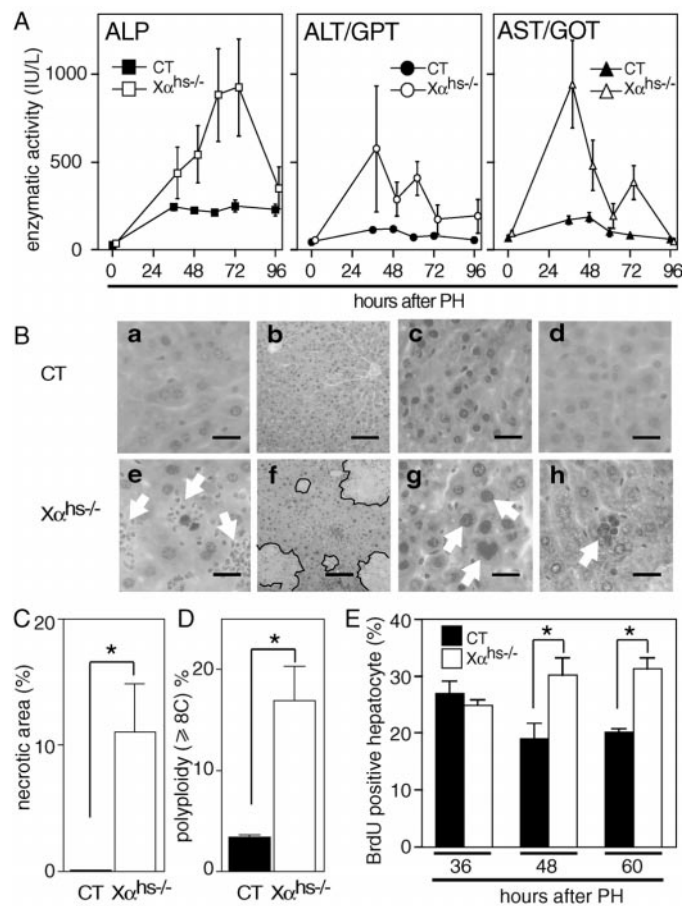 A
ALP
ALT/GPT
AST/GOT
CT
Xα^hs-/-
CT
Xα^hs-/-
CT
Xα^hs-/-
enzymatic activity (IU/L)
1000
500
0
0 24 48 72 96
0 24 48 72 96
0 24 48 72 96
hours after PH
B
CT
a b c d
Xα^hs-/-
e f g h
C
necrotic area (%)
20
10
0
*
CT Xα^hs-/-
D
polyploidy (⩾ 8C) %
20
10
0
*
CT Xα^hs-/-
E
BrdU positive hepatocyte (%)
40
30
20
10
0
CT
Xα^hs-/-
* *
36 48 60
hours after PH